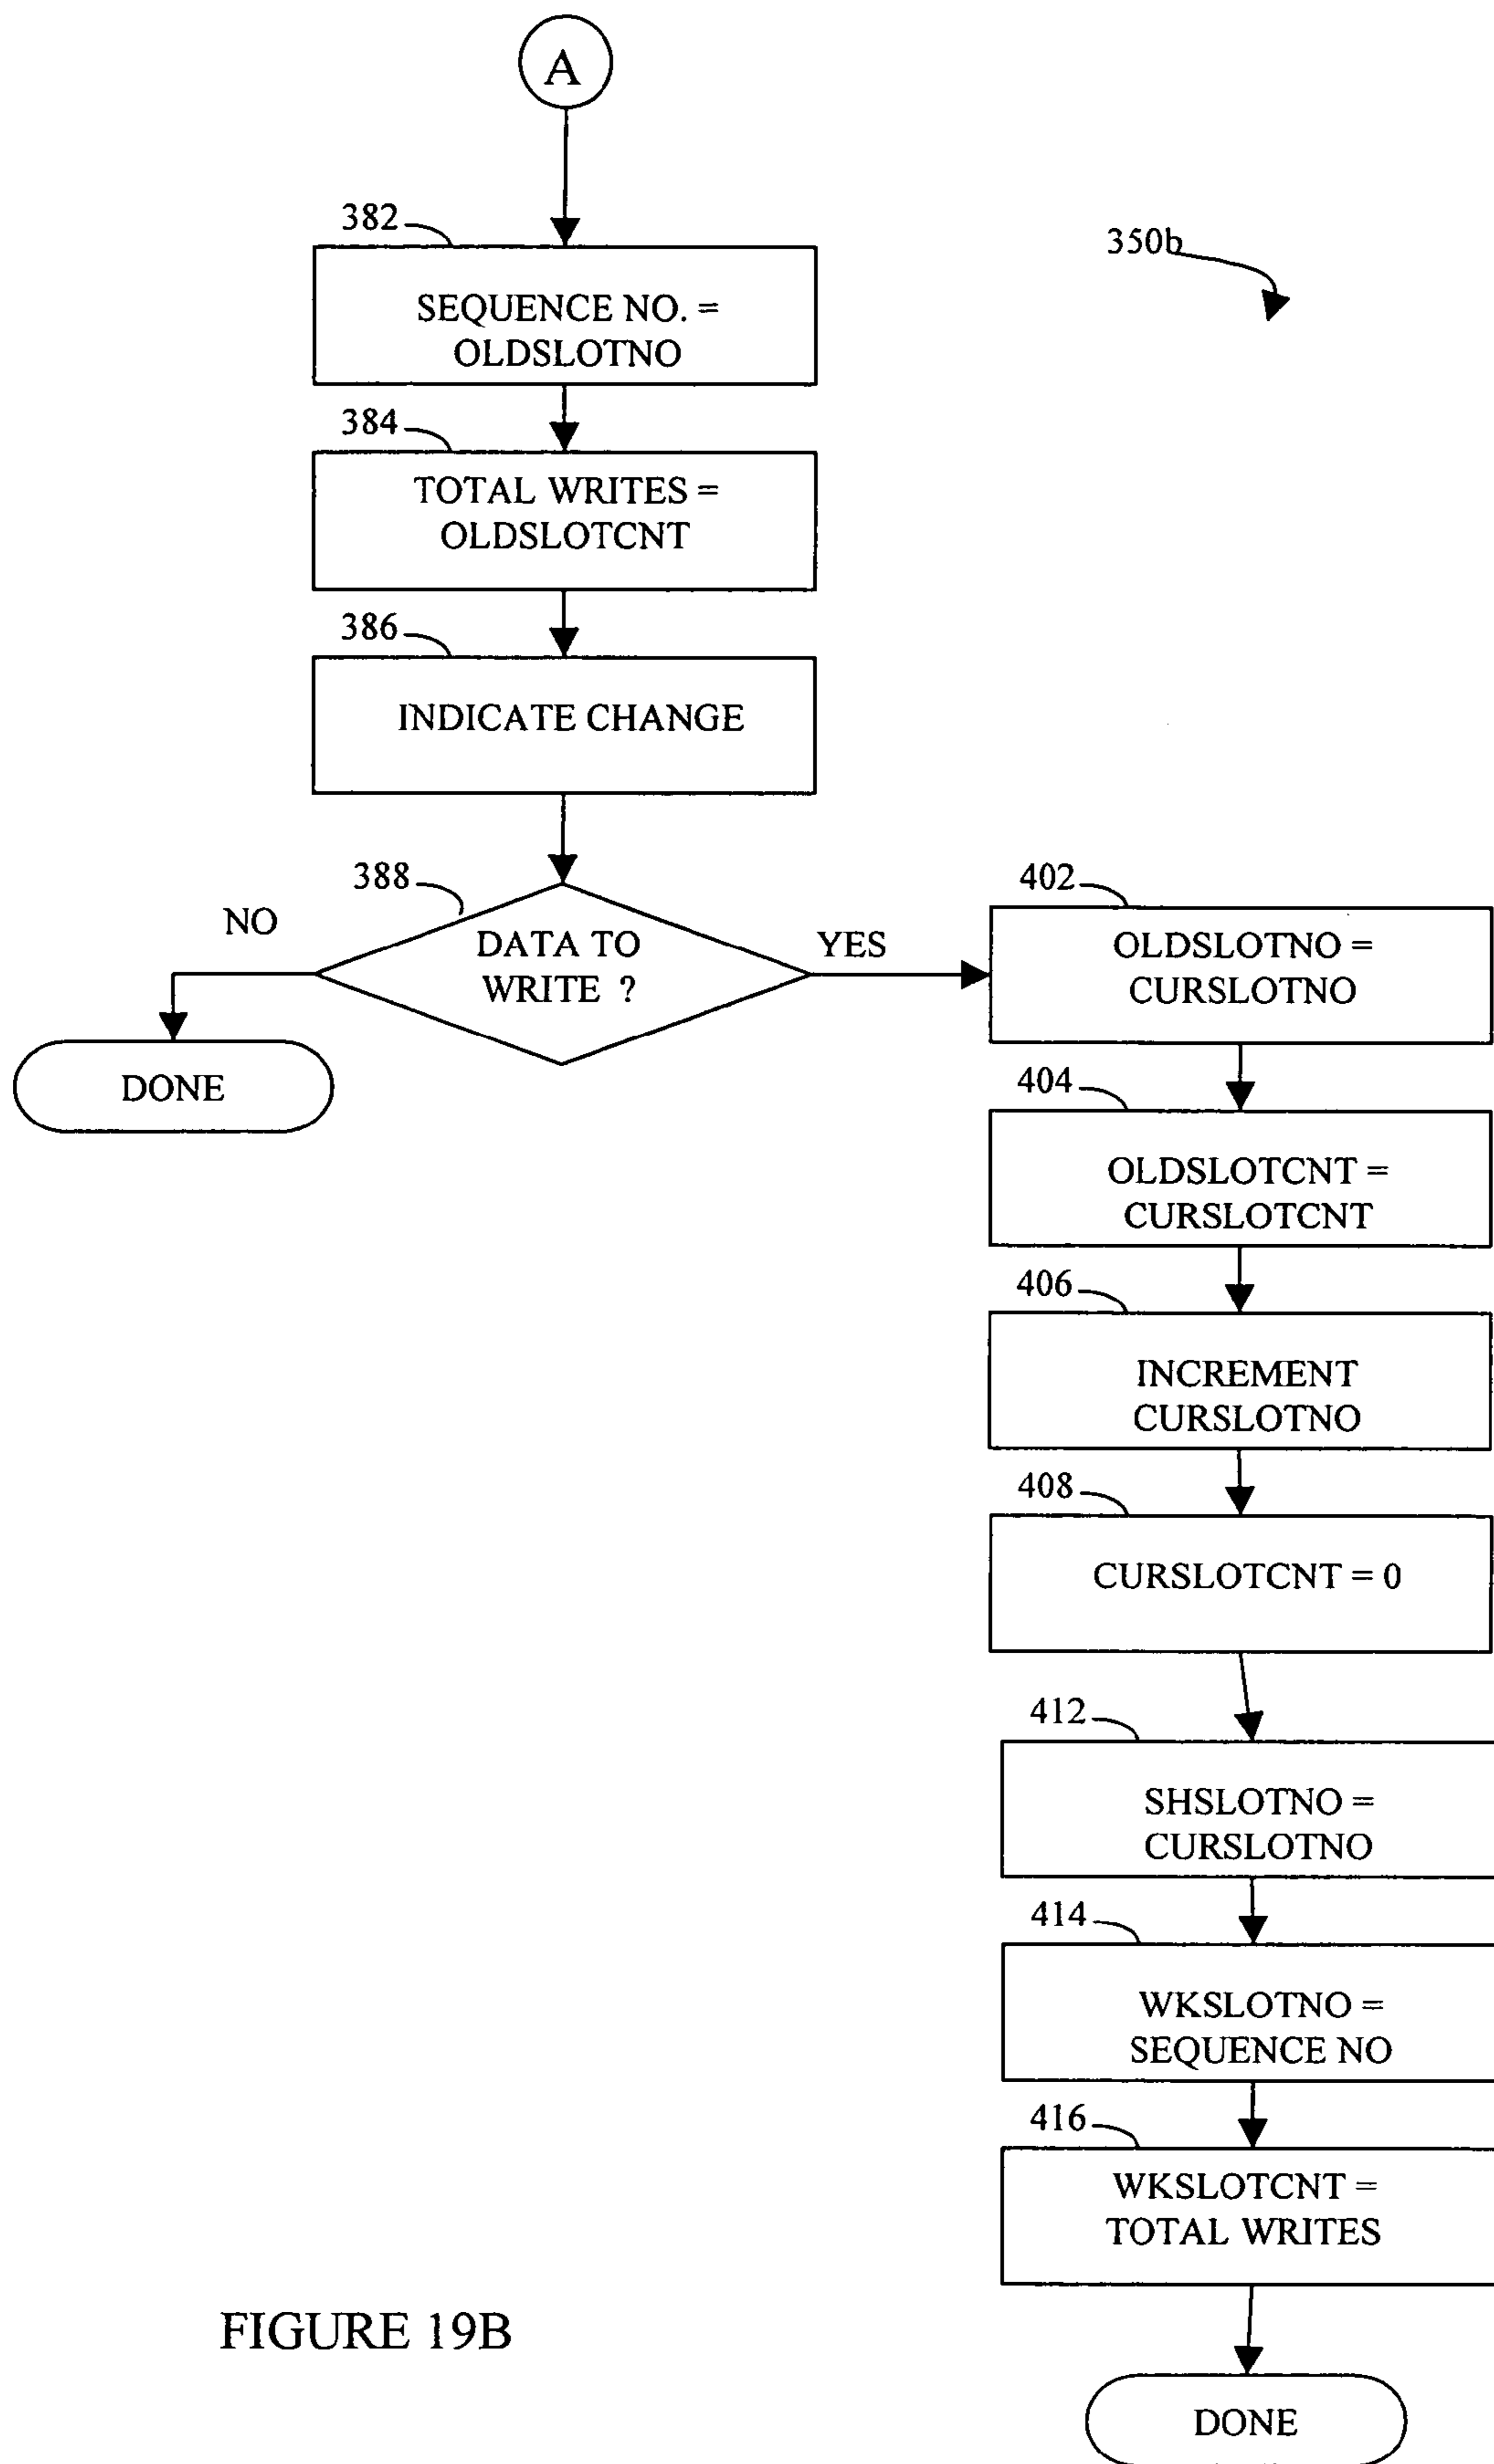 A
382
350b
SEQUENCE NO. =
OLDSLOTNO
384
TOTAL WRITES =
OLDSLOTCNT
386
INDICATE CHANGE
388
NO
DATA TO
WRITE ?
YES
DONE
402
OLDSLOTNO =
CURSLOTNO
404
OLDSLOTCNT =
CURSLOTCNT
406
INCREMENT
CURSLOTNO
408
CURSLOTCNT = 0
412
SHSLOTNO =
CURSLOTNO
414
WKSLOTNO =
SEQUENCE NO
416
WKSLOTCNT =
TOTAL WRITES
DONE
FIGURE 19B